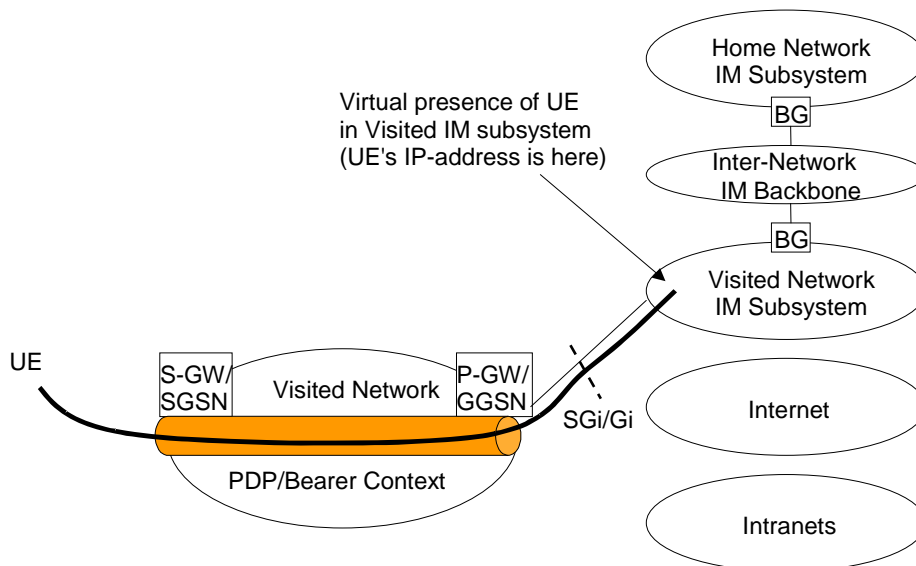 Home Network
IM Subsystem
BG
Virtual presence of UE
in Visited IM subsystem
(UE's IP-address is here)
Inter-Network
IM Backbone
BG
Visited Network
IM Subsystem
UE
S-GW/
SGSN
Visited Network
P-GW/
GGSN
SGi/Gi
Internet
PDP/Bearer Context
Intranets